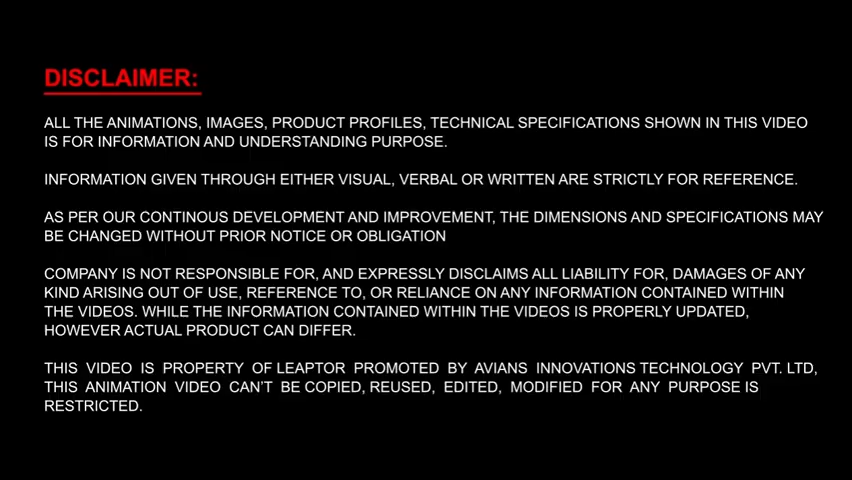 DISCLAIMER:
ALL THE ANIMATIONS, IMAGES, PRODUCT PROFILES, TECHNICAL SPECIFICATIONS SHOWN IN THIS VIDEO
IS FOR INFORMATION AND UNDERSTANDING PURPOSE.
INFORMATION GIVEN THROUGH EITHER VISUAL, VERBAL OR WRITTEN ARE STRICTLY FOR REFERENCE.
AS PER OUR CONTINOUS DEVELOPMENT AND IMPROVEMENT, THE DIMENSIONS AND SPECIFICATIONS MAY
BE CHANGED WITHOUT PRIOR NOTICE OR OBLIGATION
COMPANY IS NOT RESPONSIBLE FOR, AND EXPRESSLY DISCLAIMS ALL LIABILITY FOR, DAMAGES OF ANY
KIND ARISING OUT OF USE, REFERENCE TO, OR RELIANCE ON ANY INFORMATION CONTAINED WITHIN
THE VIDEOS. WHILE THE INFORMATION CONTAINED WITHIN THE VIDEOS IS PROPERLY UPDATED,
HOWEVER ACTUAL PRODUCT CAN DIFFER.
THIS VIDEO IS PROPERTY OF LEAPTOR PROMOTED BY AVIANS INNOVATIONS TECHNOLOGY PVT. LTD,
THIS ANIMATION VIDEO CAN'T BE COPIED, REUSED, EDITED, MODIFIED FOR ANY PURPOSE IS
RESTRICTED.